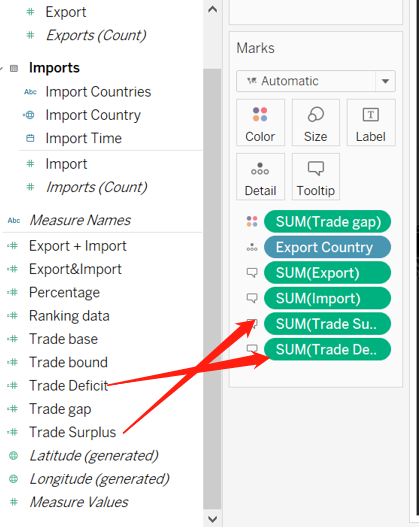 Export
Exports (Count)
Imports
Abc Import Countries
Import Country
Import Time
Import
Imports (Count)
Abc Measure Names
Export + Import
Export&Import
Percentage
Ranking data
Trade base
Trade bound
Trade Deficit
Trade gap
Trade Surplus
Latitude (generated)
Longitude (generated)
Measure Values
Marks
Automatic
Color Size Label
Detail Tooltip
SUM(Trade gap)
Export Country
SUM(Export)
SUM(Import)
SUM(Trade Su..
SUM(Trade De..